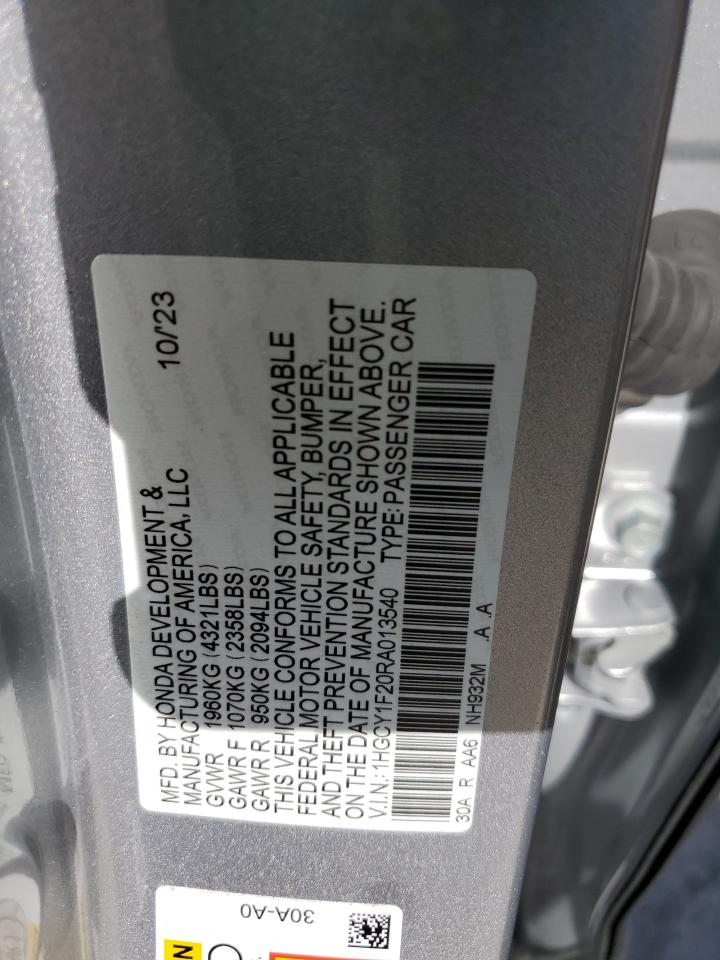 MFD. BY HONDA DEVELOPMENT & 10/'23
MANUFACTURING OF AMERICA, LLC
GVWR 1960KG (4321LBS)
GAWR F 1070KG (2358LBS)
GAWR R 950KG (2094LBS)
THIS VEHICLE CONFORMS TO ALL APPLICABLE
FEDERAL MOTOR VEHICLE SAFETY, BUMPER,
AND THEFT PREVENTION STANDARDS IN EFFECT
ON THE DATE OF MANUFACTURE SHOWN ABOVE.
V.I.N.: 1HGCY1F20RA013540 TYPE: PASSENGER CAR
30A R AA6 NH932M .A .A
30A-A0